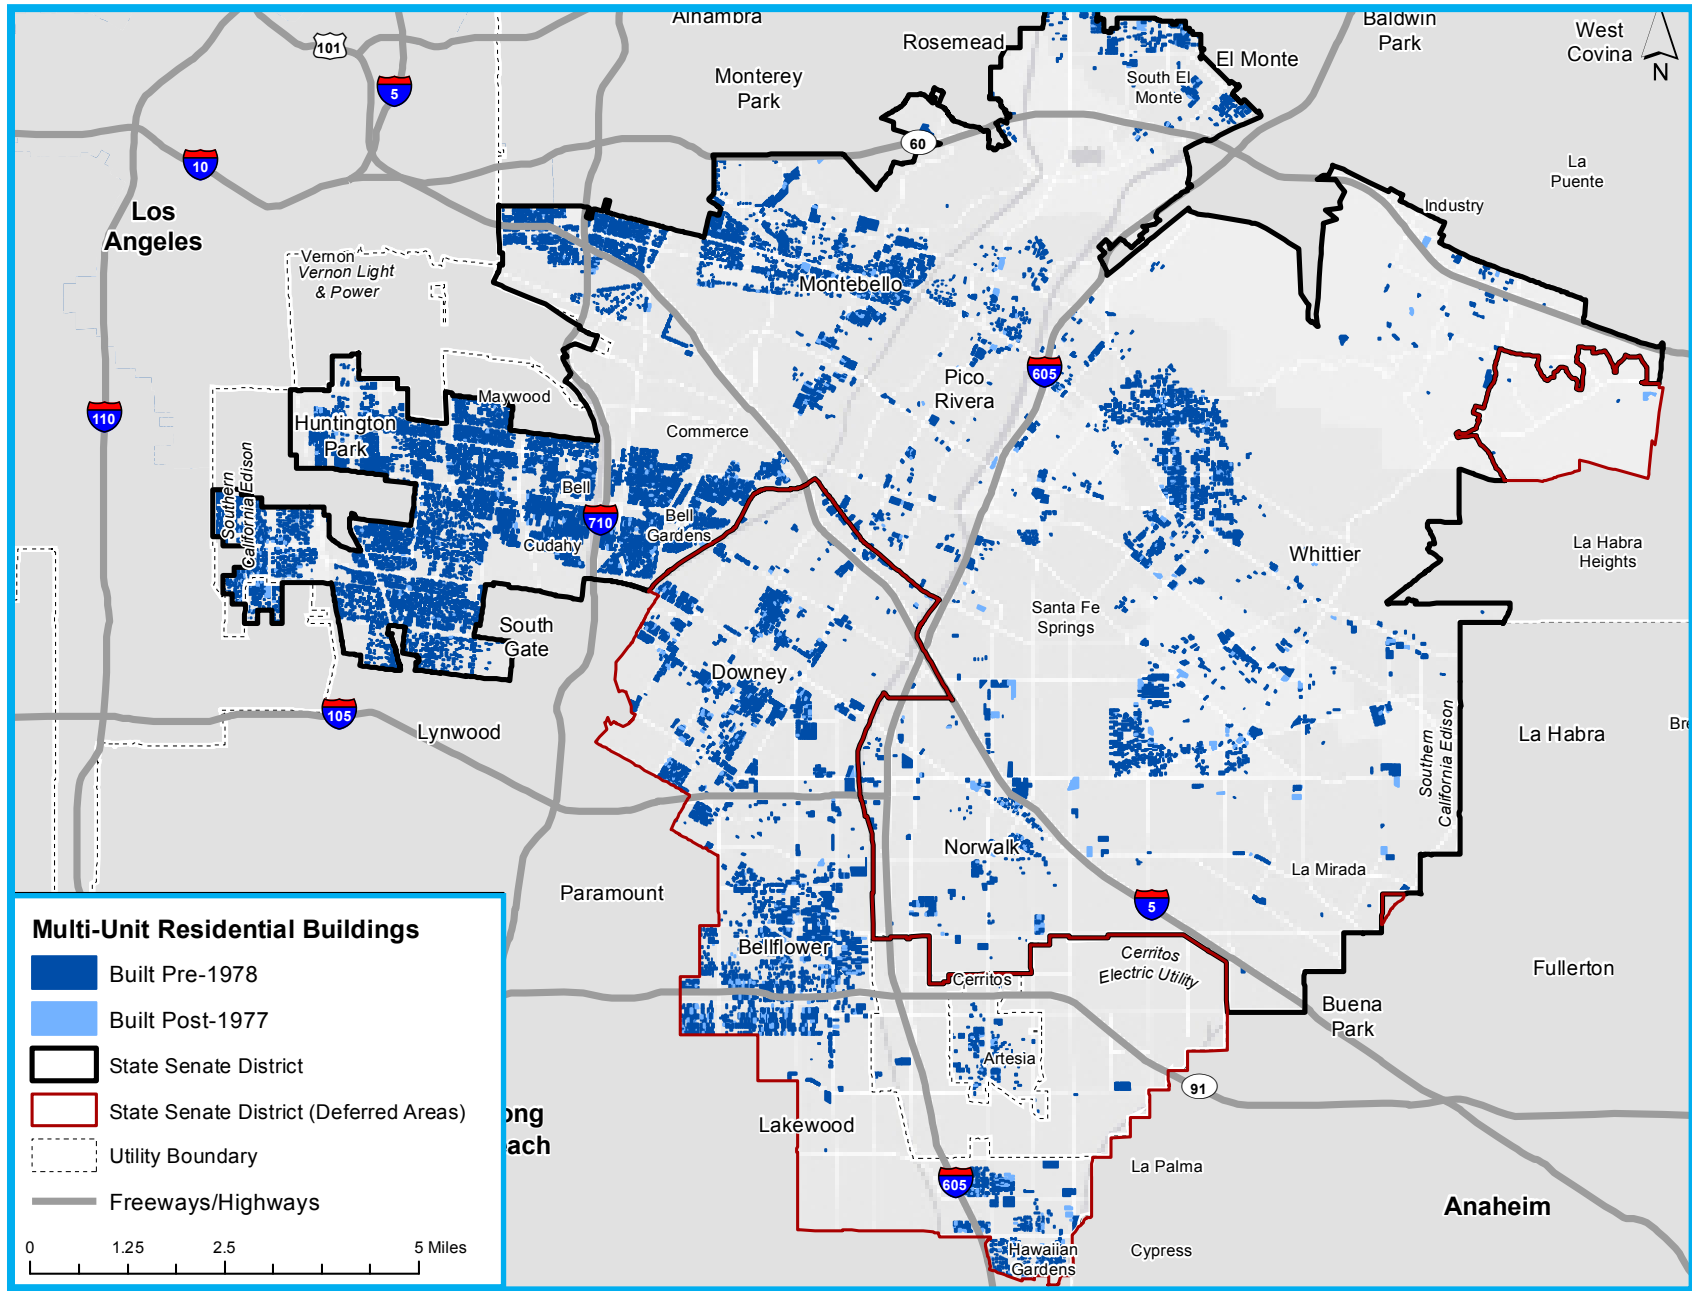 Alhambra
Baldwin
Park
West
Covina
N
101
Rosemead
El Monte
5
Monterey
Park
South El
Monte
60
10
La
Puente
Los
Angeles
Industry
Vernon
Vernon Light
& Power
Montebello
605
Pico
Rivera
110
Maywood
Huntington
Park
Commerce
Southern
California Edison
Bell
710
Bell
Gardens
Cudahy
Whittier
La Habra
Heights
Santa Fe
Springs
South
Gate
Downey
105
Lynwood
La Habra
Bre
Southern
California Edison
Norwalk
La Mirada
Paramount
5
Bellflower
Cerritos
Electric Utility
Cerritos
Fullerton
Buena
Park
Artesia
91
ong
each
Lakewood
La Palma
605
Anaheim
Hawaiian
Gardens
Cypress
Multi-Unit Residential Buildings
Built Pre-1978
Built Post-1977
State Senate District
State Senate District (Deferred Areas)
Utility Boundary
Freeways/Highways
0 1.25 2.5 5 Miles